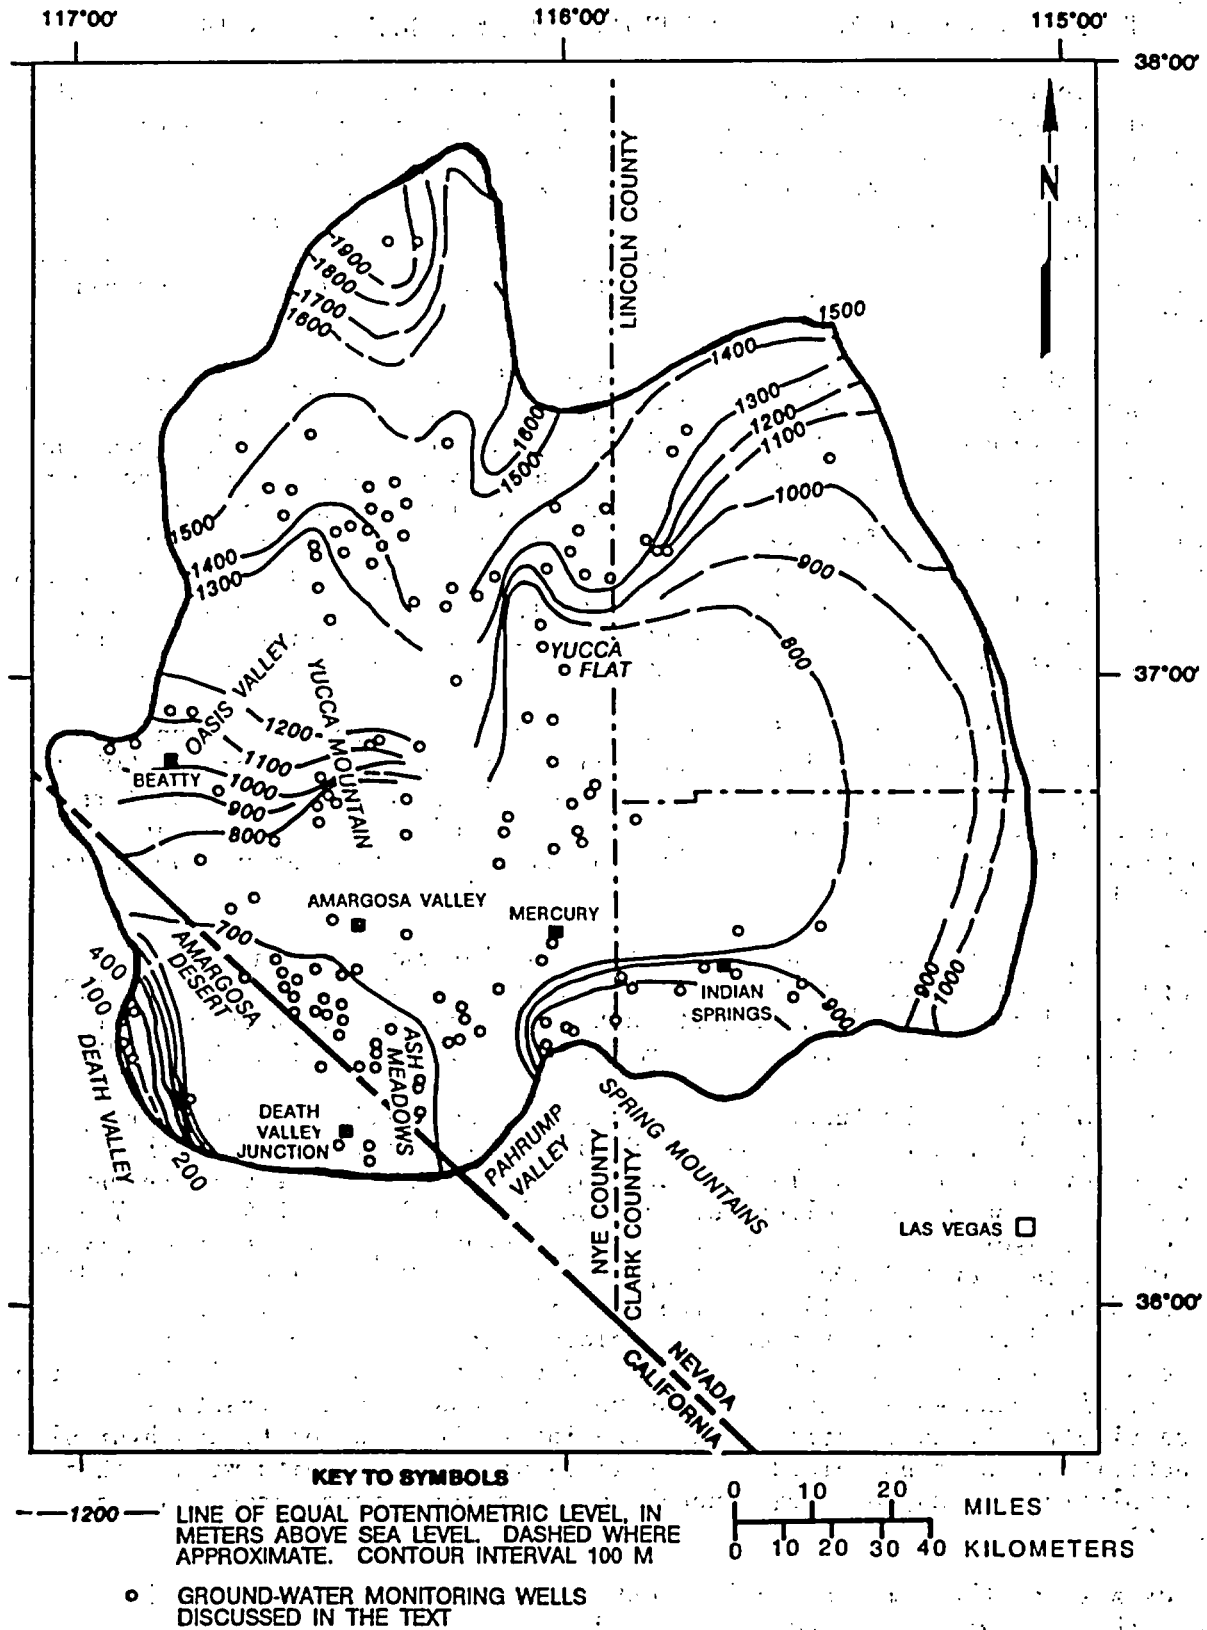 117°00'
116°00'
115°00'
38°00'
N
LINCOLN COUNTY
1900
1800
1700
1600
1500
1400
1300
1200
1100
1000
900
800
1600
1500
1500
1400
1300
YUCCA
FLAT
37°00'
OASIS VALLEY
YUCCA MOUNTAIN
1200
1100
1000
900
800
BEATTY
AMARGOSA VALLEY
MERCURY
700
AMARGOSA
DESERT
400
100
200
DEATH VALLEY
ASH
MEADOWS
DEATH
VALLEY
JUNCTION
INDIAN
SPRINGS
900
900
1000
PAHRUMP
VALLEY
SPRING MOUNTAINS
NYE COUNTY
CLARK COUNTY
LAS VEGAS
36°00'
NEVADA
CALIFORNIA
KEY TO SYMBOLS
1200 LINE OF EQUAL POTENTIOMETRIC LEVEL, IN
METERS ABOVE SEA LEVEL. DASHED WHERE
APPROXIMATE. CONTOUR INTERVAL 100 M
GROUND-WATER MONITORING WELLS
DISCUSSED IN THE TEXT
0 10 20 MILES
0 10 20 30 40 KILOMETERS